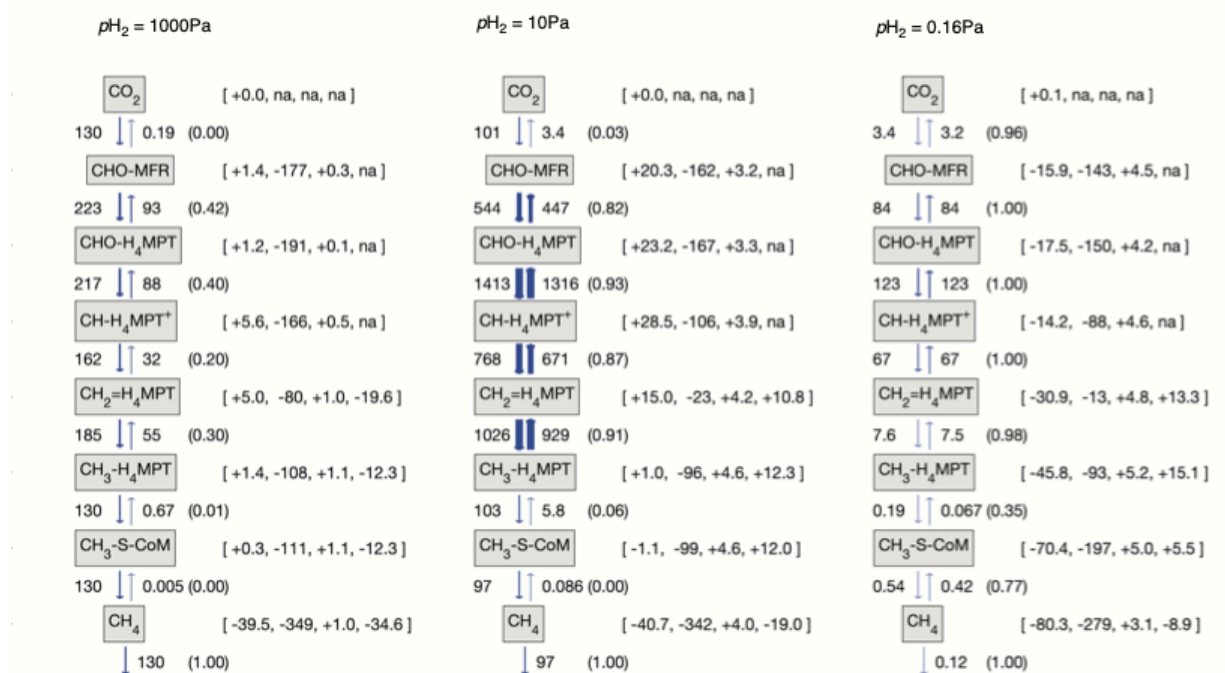 pH2 = 1000Pa
CO2 [ +0.0, na, na, na ]
130 0.19 (0.00)
CHO-MFR [ +1.4, -177, +0.3, na ]
223 93 (0.42)
CHO-H4MPT [ +1.2, -191, +0.1, na ]
217 88 (0.40)
CH-H4MPT+ [ +5.6, -166, +0.5, na ]
162 32 (0.20)
CH2=H4MPT [ +5.0, -80, +1.0, -19.6 ]
185 55 (0.30)
CH3-H4MPT [ +1.4, -108, +1.1, -12.3 ]
130 0.67 (0.01)
CH3-S-CoM [ +0.3, -111, +1.1, -12.3 ]
130 0.005 (0.00)
CH4 [ -39.5, -349, +1.0, -34.6 ]
130 (1.00)
pH2 = 10Pa
CO2 [ +0.0, na, na, na ]
101 3.4 (0.03)
CHO-MFR [ +20.3, -162, +3.2, na ]
544 447 (0.82)
CHO-H4MPT [ +23.2, -167, +3.3, na ]
1413 1316 (0.93)
CH-H4MPT+ [ +28.5, -106, +3.9, na ]
768 671 (0.87)
CH2=H4MPT [ +15.0, -23, +4.2, +10.8 ]
1026 929 (0.91)
CH3-H4MPT [ +1.0, -96, +4.6, +12.3 ]
103 5.8 (0.06)
CH3-S-CoM [ -1.1, -99, +4.6, +12.0 ]
97 0.086 (0.00)
CH4 [ -40.7, -342, +4.0, -19.0 ]
97 (1.00)
pH2 = 0.16Pa
CO2 [ +0.1, na, na, na ]
3.4 3.2 (0.96)
CHO-MFR [ -15.9, -143, +4.5, na ]
84 84 (1.00)
CHO-H4MPT [ -17.5, -150, +4.2, na ]
123 123 (1.00)
CH-H4MPT+ [ -14.2, -88, +4.6, na ]
67 67 (1.00)
CH2=H4MPT [ -30.9, -13, +4.8, +13.3 ]
7.6 7.5 (0.98)
CH3-H4MPT [ -45.8, -93, +5.2, +15.1 ]
0.19 0.067 (0.35)
CH3-S-CoM [ -70.4, -197, +5.0, +5.5 ]
0.54 0.42 (0.77)
CH4 [ -80.3, -279, +3.1, -8.9 ]
0.12 (1.00)